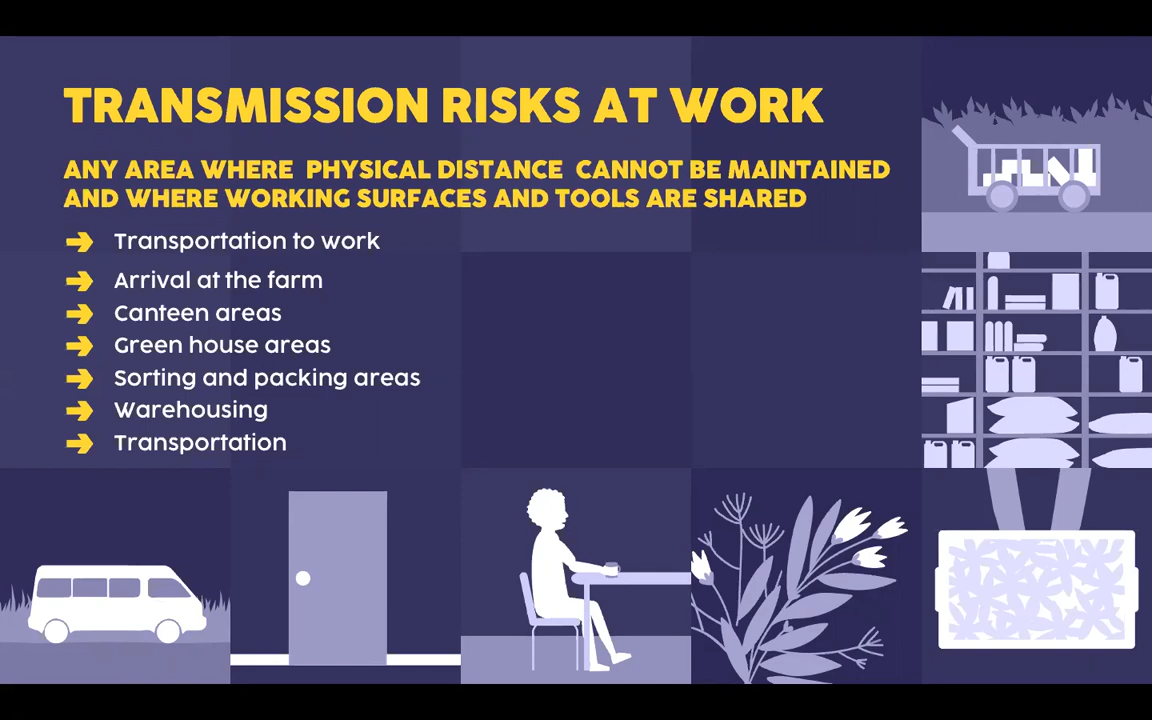 TRANSMISSION RISKS AT WORK
ANY AREA WHERE PHYSICAL DISTANCE CANNOT BE MAINTAINED
AND WHERE WORKING SURFACES AND TOOLS ARE SHARED
Transportation to work
Arrival at the farm
Canteen areas
Green house areas
Sorting and packing areas
Warehousing
Transportation